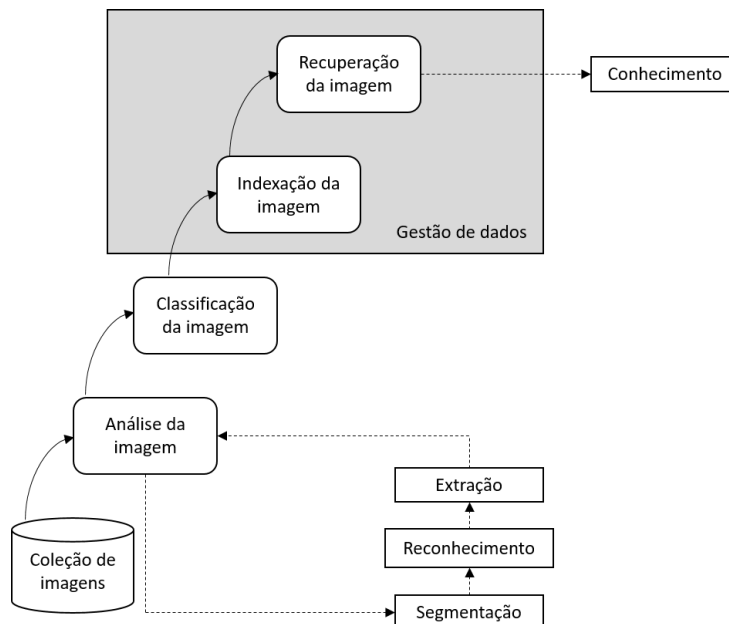 Recuperação
da imagem
Conhecimento
Indexação da
imagem
Gestão de dados
Classificação
da imagem
Análise da
imagem
Extração
Reconhecimento
Coleção de
imagens
Segmentação